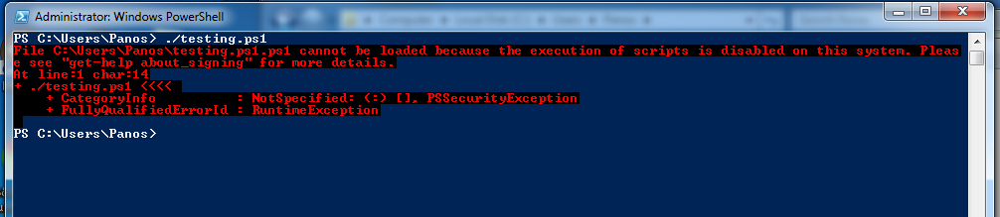 Administrator: Windows PowerShell
PS C:\Users\Panos> ./testing.ps1
File C:\Users\Panos\testing.ps1.ps1 cannot be loaded because the execution of scripts is disabled on this system. Pleas
e see "get-help about_signing" for more details.
At line:1 char:14
+ ./testing.ps1 <<<<
    + CategoryInfo          : NotSpecified: (:) [], PSSecurityException
    + FullyQualifiedErrorId : RuntimeException

PS C:\Users\Panos>